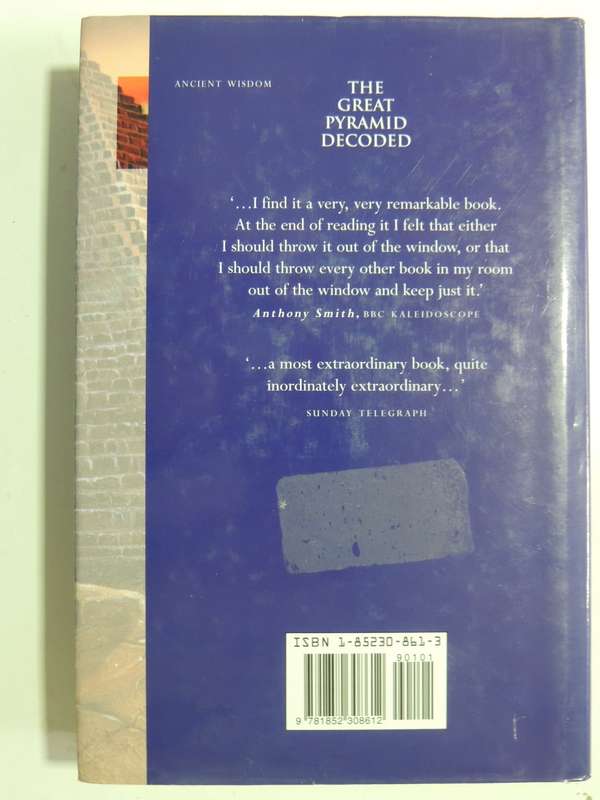 ANCIENT WISDOM
THE
GREAT
PYRAMID
DECODED
‘…I find it a very, very remarkable book.
At the end of reading it I felt that either
I should throw it out of the window, or that
I should throw every other book in my room
out of the window and keep just it.’
Anthony Smith, BBC KALEIDOSCOPE
‘…a most extraordinary book, quite
inordinately extraordinary…’
SUNDAY TELEGRAPH
ISBN 1-85230-861-3
90101
9 781852 308612